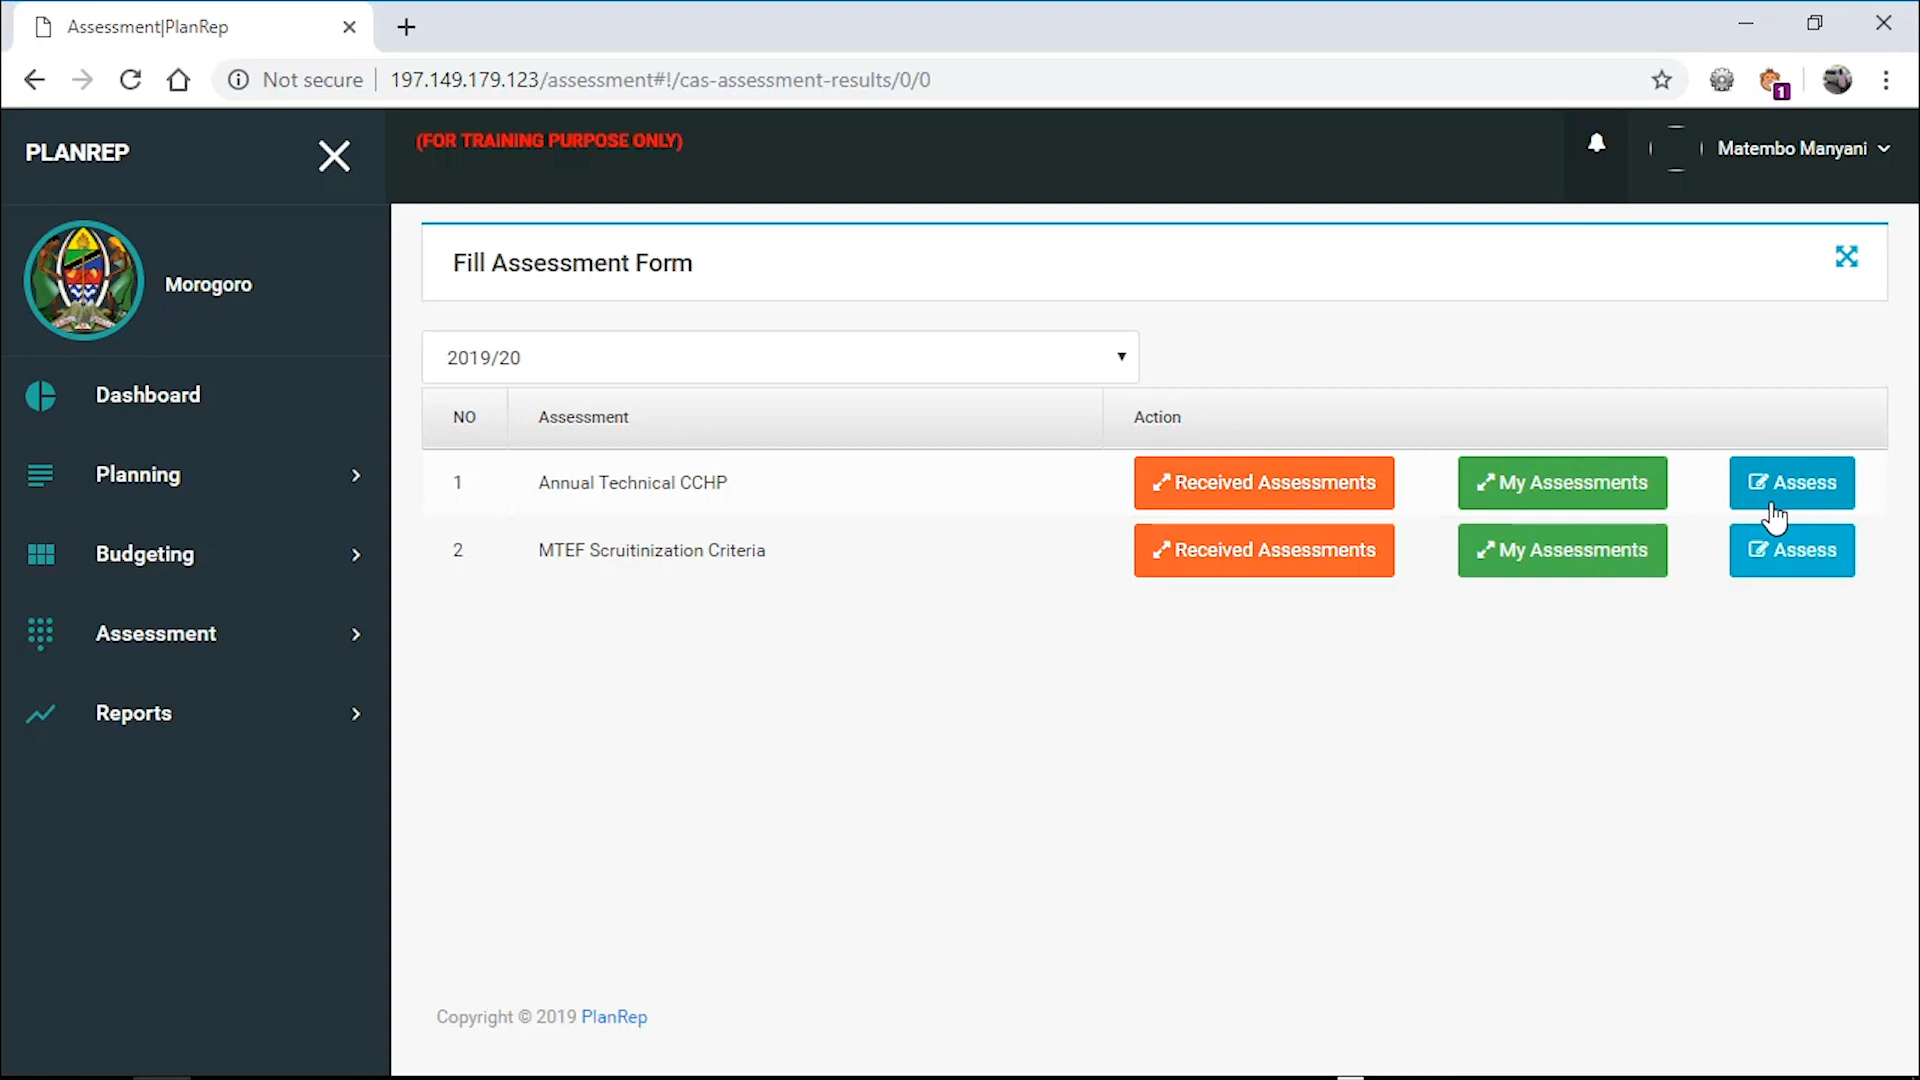 Assessment|PlanRep
Not secure 197.149.179.123/assessment#!/cas-assessment-results/0/0
1
PLANREP
(FOR TRAINING PURPOSE ONLY)
Matembo Manyani
Morogoro
Fill Assessment Form
2019/20
Dashboard
Planning
Budgeting
Assessment
Reports
NO Assessment Action
1 Annual Technical CCHP Received Assessments My Assessments Assess
2 MTEF Scruitinization Criteria Received Assessments My Assessments Assess
Copyright © 2019 PlanRep